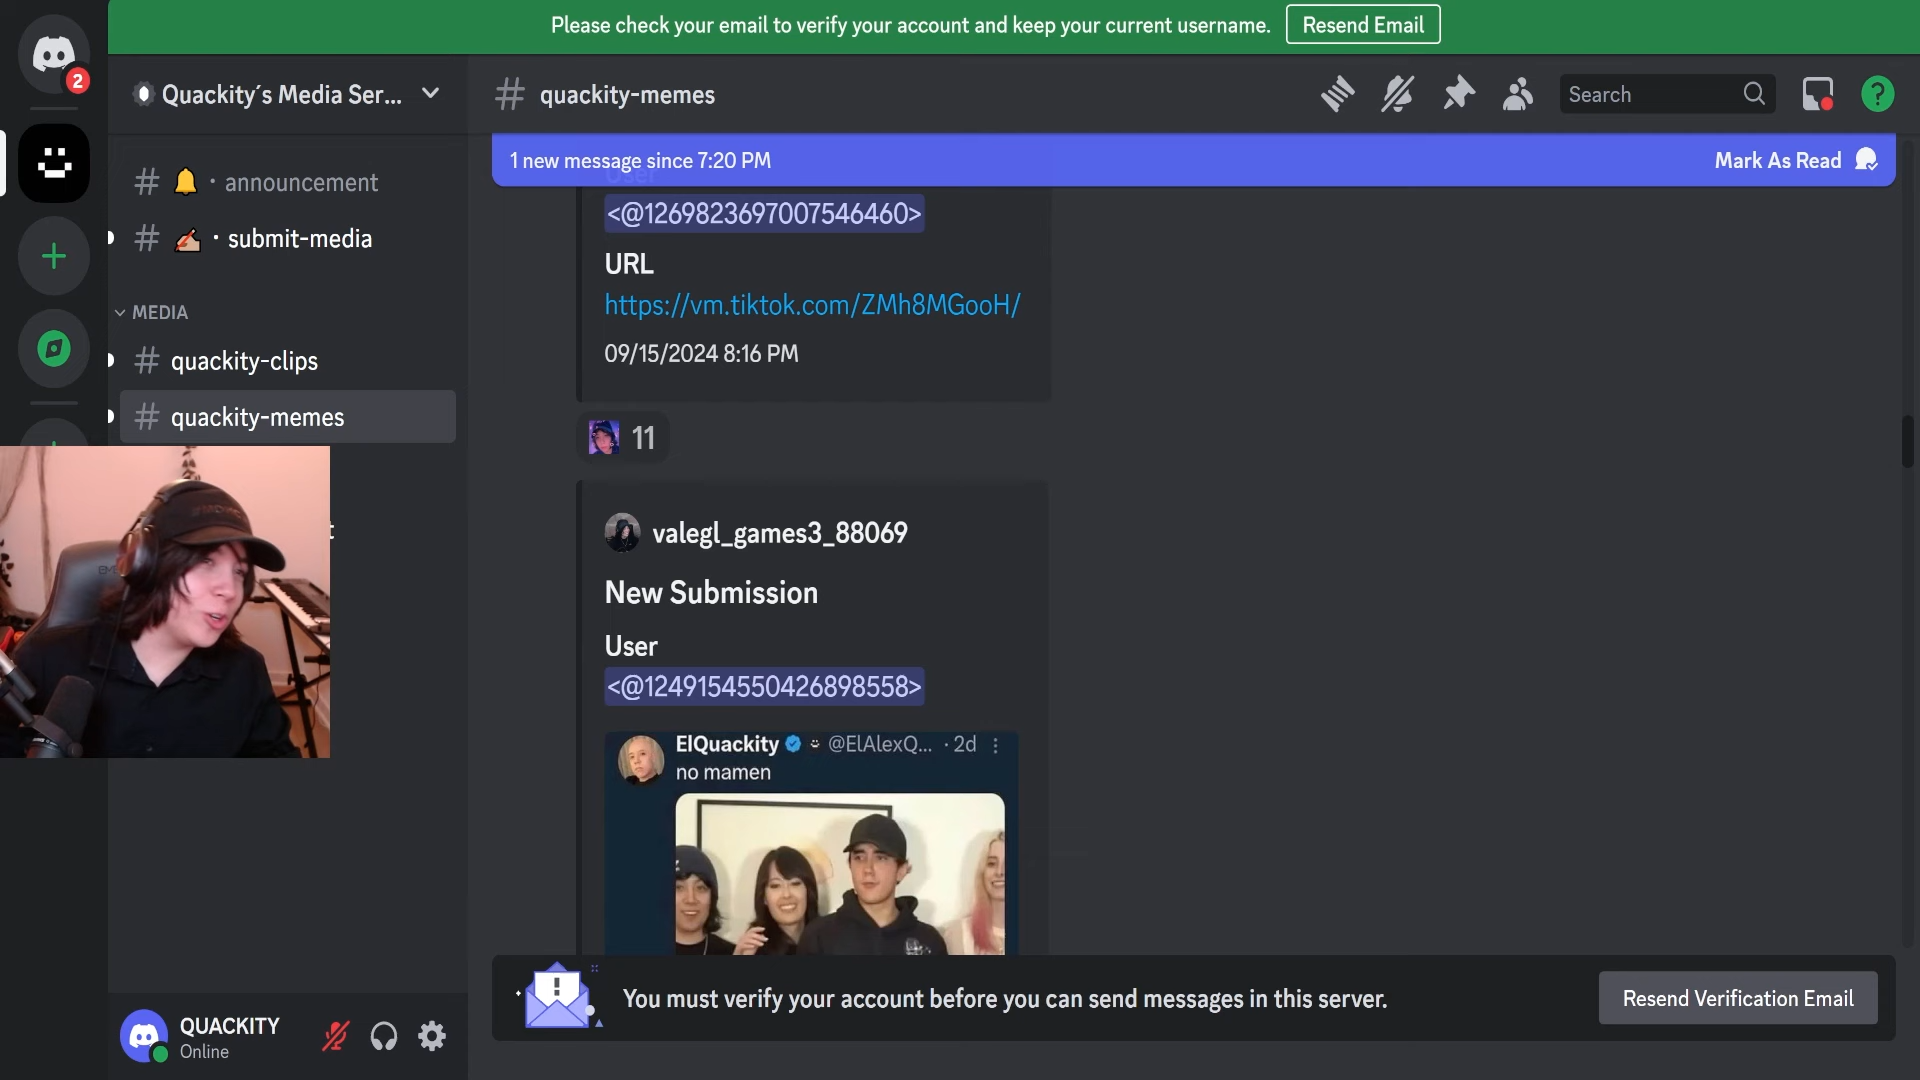 Please check your email to verify your account and keep your current username.
Resend Email
2
Quackity´s Media Ser...
# quackity-memes
Search
?
1 new message since 7:20 PM
Mark As Read
# 🔔・announcement
# ✍🏻・submit-media
MEDIA
# quackity-clips
# quackity-memes
User
<@1269823697007546460>
URL
https://vm.tiktok.com/ZMh8MGooH/
09/15/2024 8:16 PM
11
valegl_games3_88069
New Submission
User
<@1249154550426898558>
ElQuackity @ElAlexQ... · 2d
no mamen
You must verify your account before you can send messages in this server.
Resend Verification Email
QUACKITY
Online